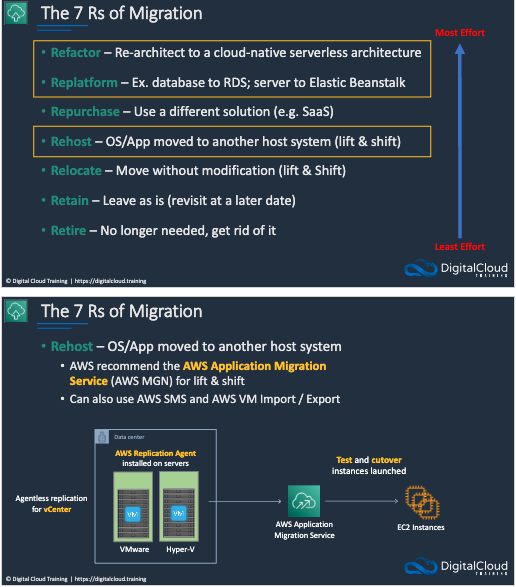 The 7 Rs of Migration
Most Effort
• Refactor – Re-architect to a cloud-native serverless architecture
• Replatform – Ex. database to RDS; server to Elastic Beanstalk
• Repurchase – Use a different solution (e.g. SaaS)
• Rehost – OS/App moved to another host system (lift & shift)
• Relocate – Move without modification (lift & Shift)
• Retain – Leave as is (revisit at a later date)
• Retire – No longer needed, get rid of it
Least Effort
© Digital Cloud Training | https://digitalcloud.training
DigitalCloud
TRAINING
The 7 Rs of Migration
• Rehost – OS/App moved to another host system
• AWS recommend the AWS Application Migration
Service (AWS MGN) for lift & shift
• Can also use AWS SMS and AWS VM Import / Export
Data center
AWS Replication Agent
installed on servers
Agentless replication
for vCenter
VM
VM
VMware
Hyper-V
AWS Application
Migration Service
Test and cutover
instances launched
EC2 Instances
© Digital Cloud Training | https://digitalcloud.training
DigitalCloud
TRAINING